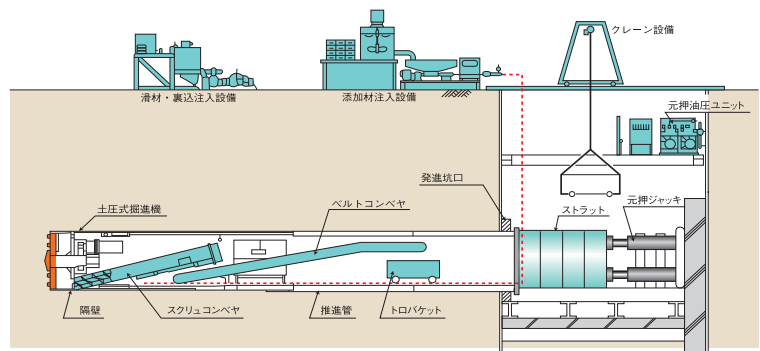 クレーン設備
滑材・裏込注入設備
添加材注入設備
元押油圧ユニット
発進坑口
土圧式掘進機
ベルトコンベヤ
ストラット
元押ジャッキ
隔壁
スクリュコンベヤ
推進管
トロバケット